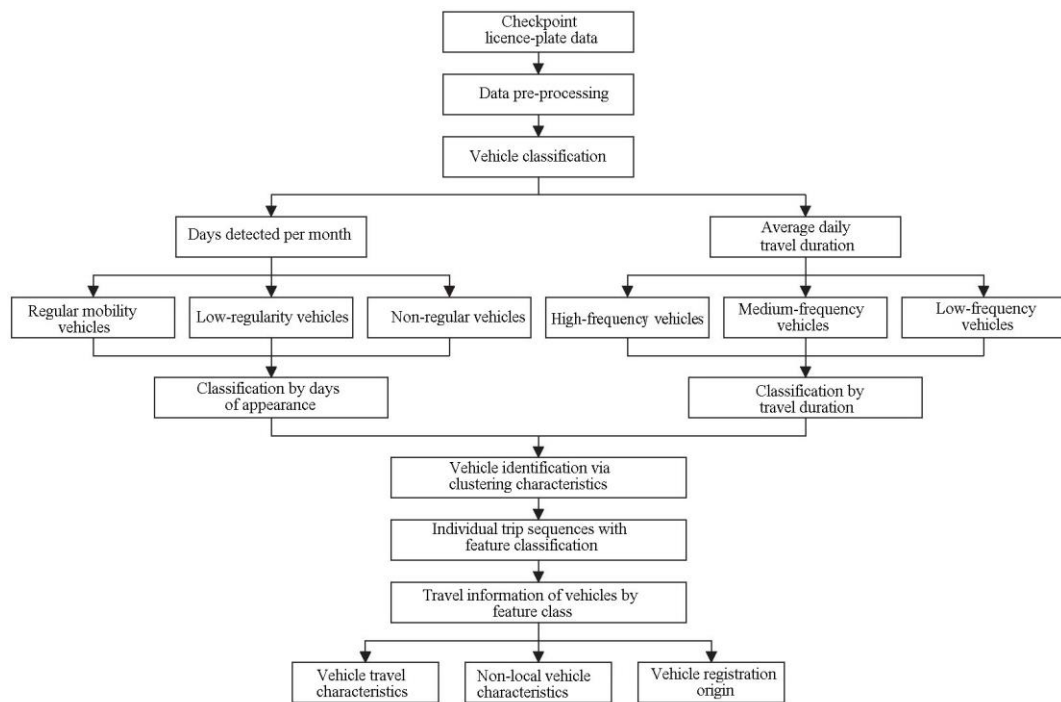 Checkpoint
licence-plate data
Data pre-processing
Vehicle classification
Days detected per month
Average daily
travel duration
Regular mobility
vehicles
Low-regularity vehicles
Non-regular vehicles
High-frequency vehicles
Medium-frequency
vehicles
Low-frequency
vehicles
Classification by days
of appearance
Classification by
travel duration
Vehicle identification via
clustering characteristics
Individual trip sequences with
feature classification
Travel information of vehicles by
feature class
Vehicle travel
characteristics
Non-local vehicle
characteristics
Vehicle registration
origin